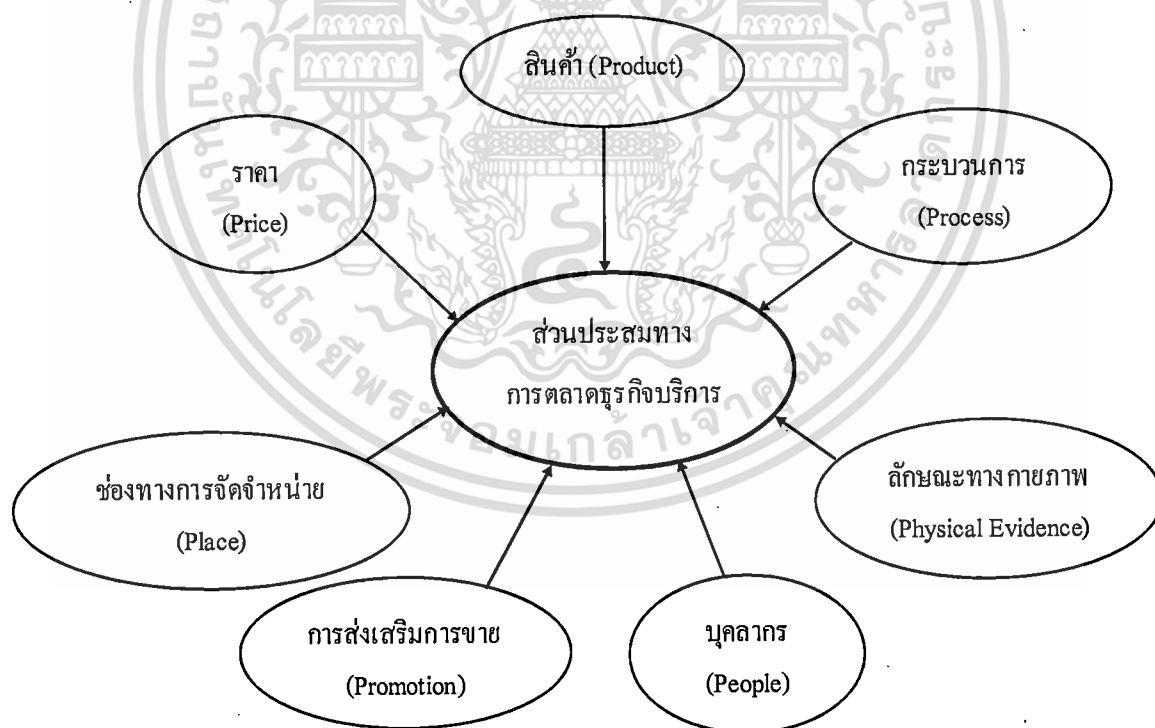 สินค้า (Product)
ราคา
(Price)
กระบวนการ
(Process)
ส่วนประสมทาง
การตลาดธุรกิจบริการ
ช่องทางการจัดจำหน่าย
(Place)
ลักษณะทางกายภาพ
(Physical Evidence)
การส่งเสริมการขาย
(Promotion)
บุคลากร
(People)